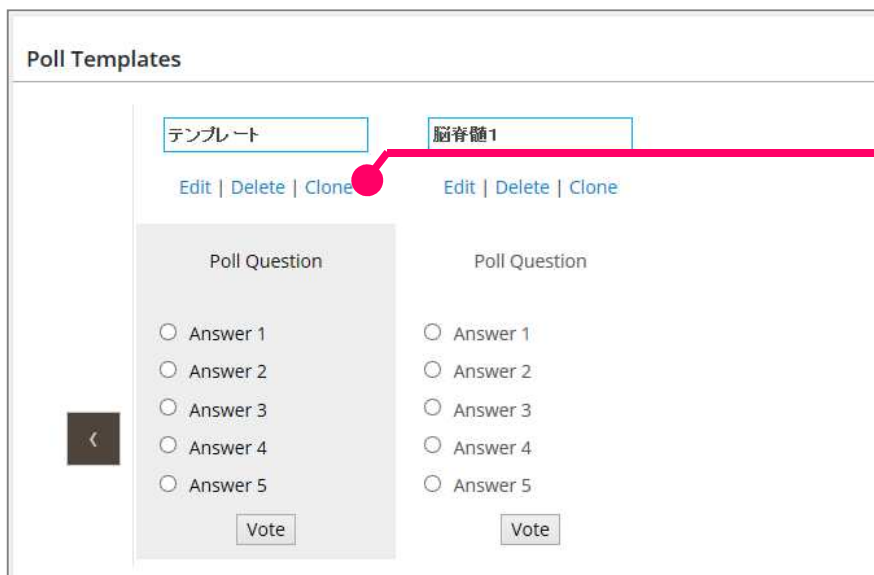 Poll Templates
テンプレート
脳脊髄1
Edit | Delete | Clone
Edit | Delete | Clone
Poll Question
Poll Question
Answer 1
Answer 1
Answer 2
Answer 2
Answer 3
Answer 3
Answer 4
Answer 4
Answer 5
Answer 5
Vote
Vote